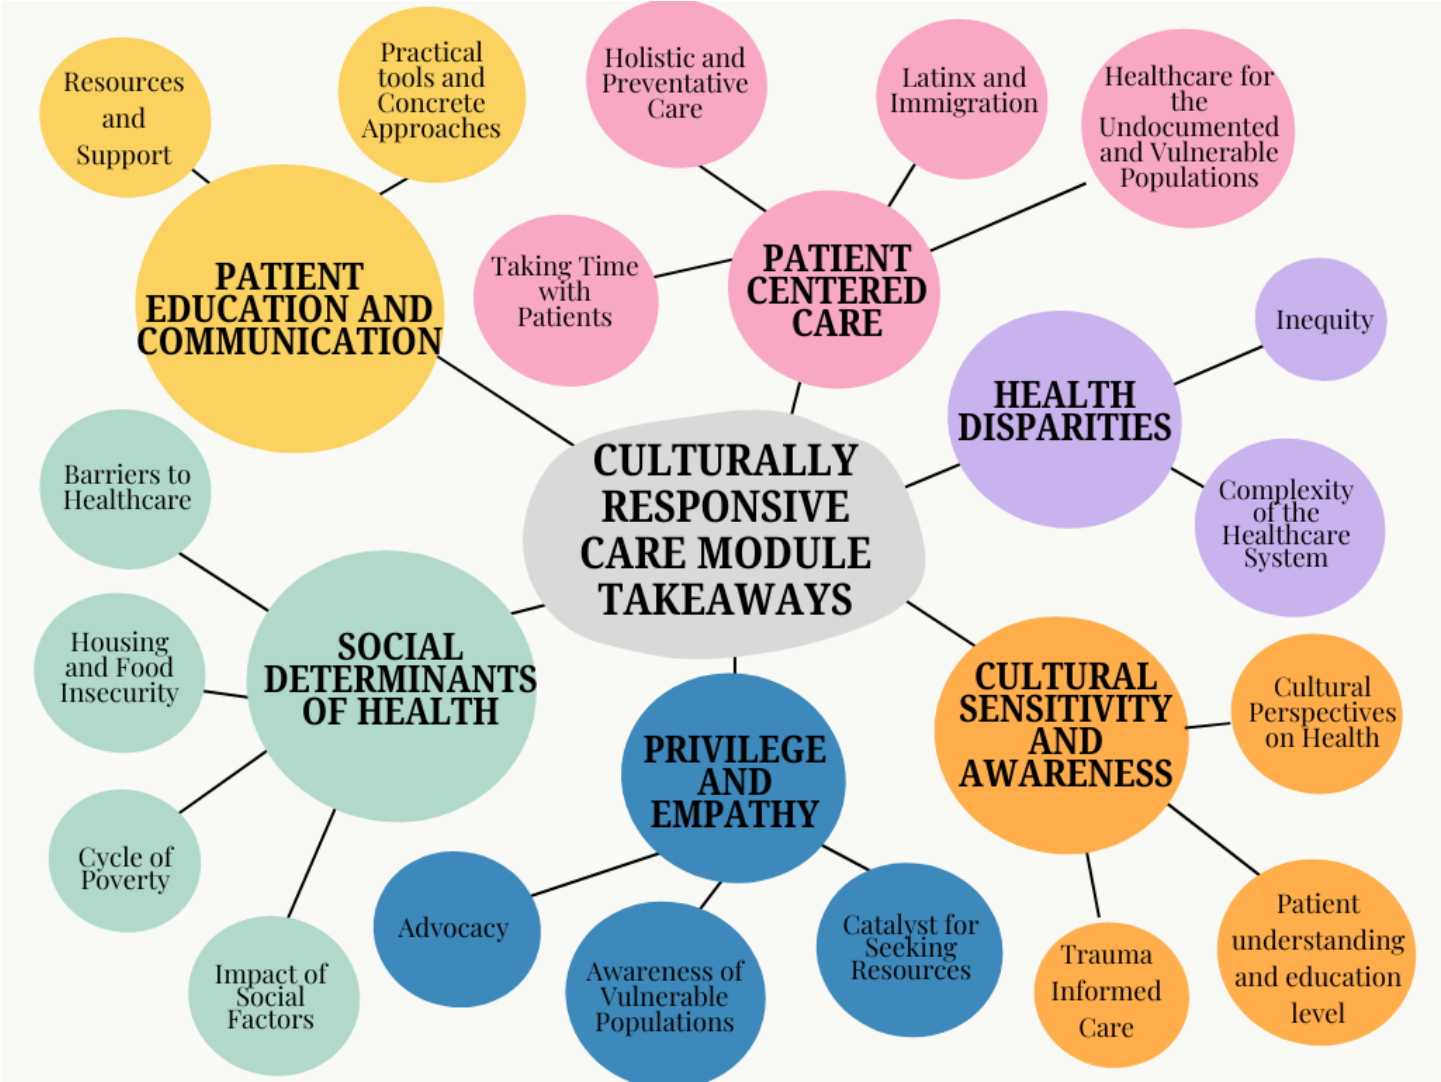 Resources
and
Support
Practical
tools and
Concrete
Approaches
PATIENT
EDUCATION AND
COMMUNICATION
Holistic and
Preventative
Care
Latinx and
Immigration
Healthcare for
the
Undocumented
and Vulnerable
Populations
Taking Time
with
Patients
PATIENT
CENTERED
CARE
Inequity
HEALTH
DISPARITIES
Complexity
of the
Healthcare
System
CULTURALLY
RESPONSIVE
CARE MODULE
TAKEAWAYS
Barriers to
Healthcare
Housing
and Food
Insecurity
SOCIAL
DETERMINANTS
OF HEALTH
Cycle of
Poverty
Impact of
Social
Factors
PRIVILEGE
AND
EMPATHY
Advocacy
Awareness of
Vulnerable
Populations
Catalyst for
Seeking
Resources
CULTURAL
SENSITIVITY
AND
AWARENESS
Cultural
Perspectives
on Health
Trauma
Informed
Care
Patient
understanding
and education
level